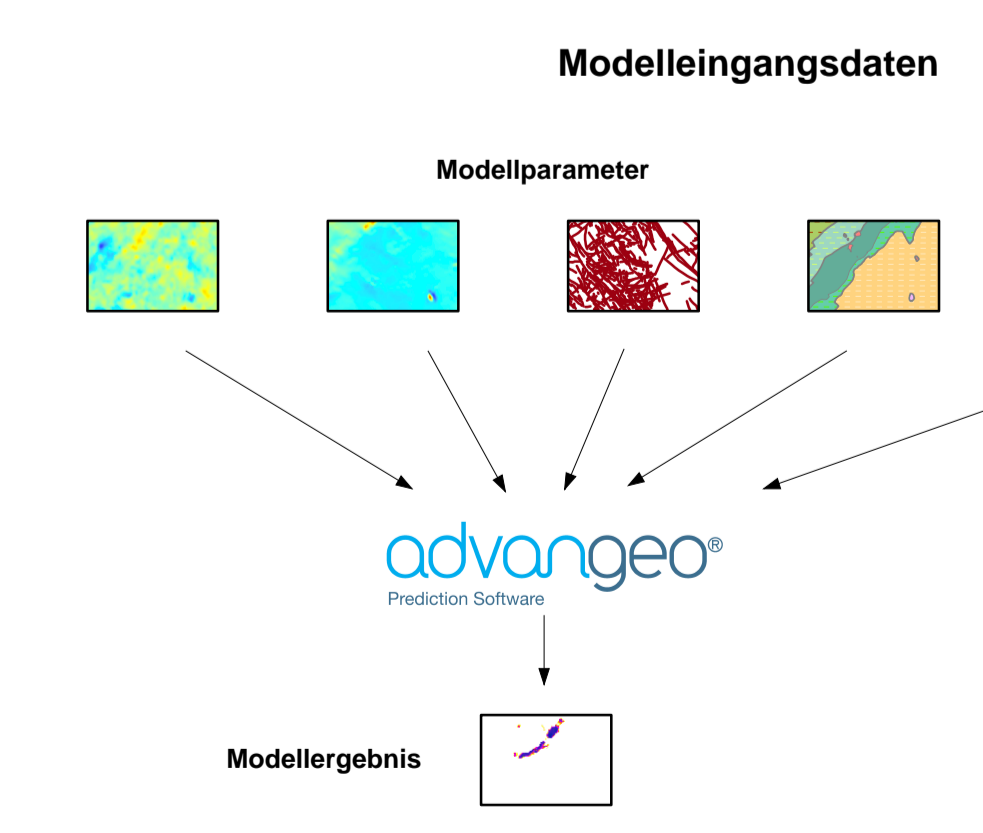 Modelleingangsdaten
Modellparameter
advangeo®
Prediction Software
Modellergebnis